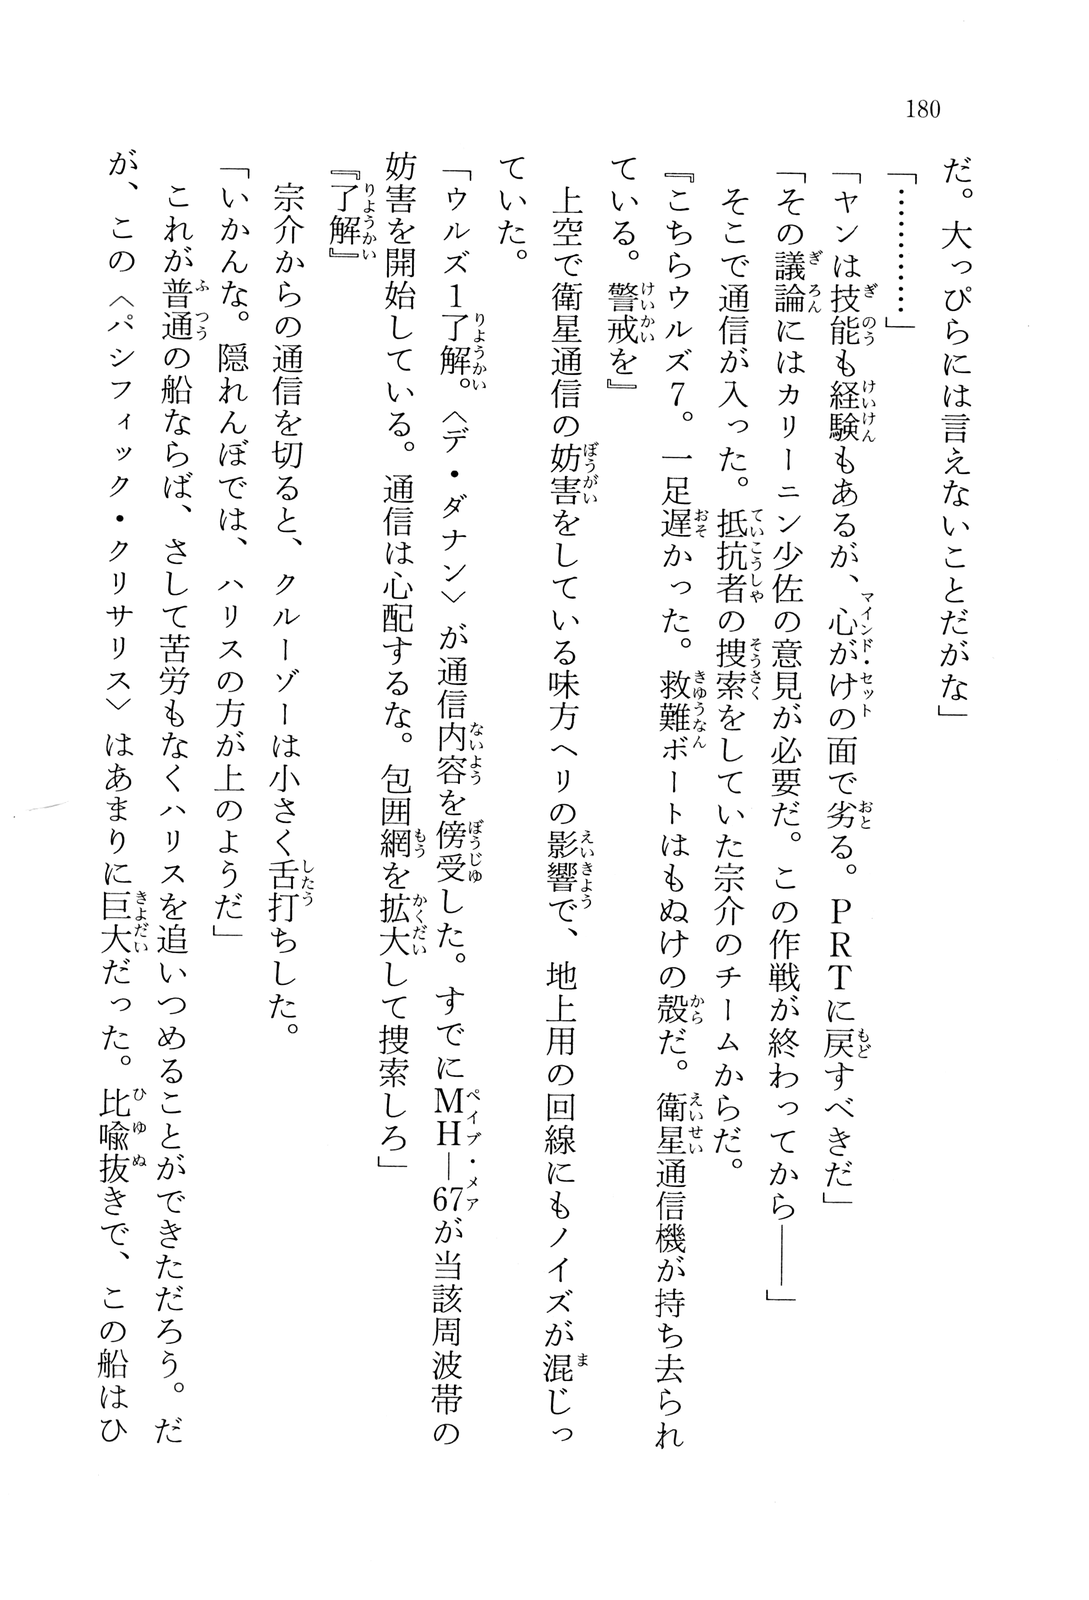 180
だ。大っぴらには言えないことだがな」
「…………」
「ヤンは技能も経験もあるが、心がけの面で劣る。PRTに戻すべきだ」
「その議論にはカリーニン少佐の意見が必要だ。この作戦が終わってから――」
そこで通信が入った。抵抗者の捜索をしていた宗介のチームからだ。
『こちらウルズ7。一足遅かった。救難ボートはもぬけの殻だ。衛星通信機が持ち去られ
ている。警戒を』
上空で衛星通信の妨害をしている味方ヘリの影響で、地上用の回線にもノイズが混じっ
ていた。
「ウルズ1了解。〈デ・ダナン〉が通信内容を傍受した。すでにMH―67が当該周波帯の
妨害を開始している。通信は心配するな。包囲網を拡大して捜索しろ」
『了解』
宗介からの通信を切ると、クルーゾーは小さく舌打ちした。
「いかんな。隠れんぼでは、ハリスの方が上のようだ」
これが普通の船ならば、さして苦労もなくハリスを追いつめることができただろう。だ
が、この〈パシフィック・クリサリス〉はあまりに巨大だった。比喩抜きで、この船はひ